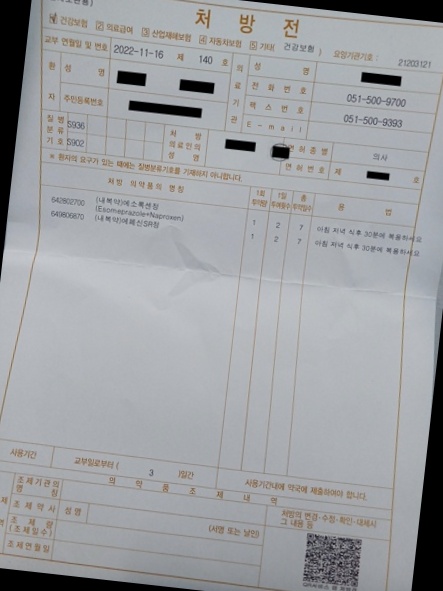 처 방 전
1 건강보험 2 의료급여 3 산업재해보험 4 자동차보험 5 기타( 건강보험 ) 요양기관기호 : 21203121
교부 연월일 및 번호 2022-11-16 제 140 호
환 자
성 명
주민등록번호
의 료 기 관
성 명
전 화 번 호 051-500-9700
팩 스 번 호 051-500-9393
E - m a i l
질 병 분 류 기 호
S936
S902
처 방 의료인의 성 명
면허종별 의사
면허번호 제 호
※ 환자의 요구가 있는 때에는 질병분류기호를 기재하지 아니합니다.
처방 의약품의 명칭
1회 투약량
1일 투여횟수
총 투약일수
용 법
642802700 (내복약)에소록센정 1 2 7 아침 저녁 식후 30분에 복용하세요
(Esomeprazole+Naproxen)
649806670 (내복약)에페신SR정 1 2 7 아침 저녁 식후 30분에 복용하세요
사용기간 교부일로부터 ( 3 )일간 사용기간내에 약국에 제출하여야 합니다.
의 약 품 조 제 내 역
조제기관의 명 칭
처방의 변경·수정·확인·대체시 그 내용 등
조 제 약 사 성명 (서명 또는 날인)
조 제 량 (조제일수)
조제연월일